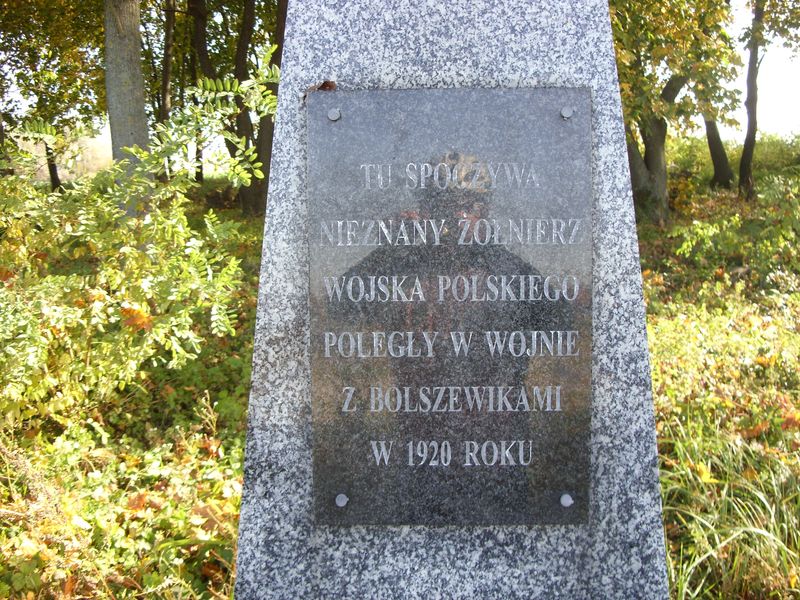 TU SPOCZYWA
NIEZNANY ŻOŁNIERZ
WOJSKA POLSKIEGO
POLEGŁY W WOJNIE
Z BOLSZEWIKAMI
W 1920 ROKU